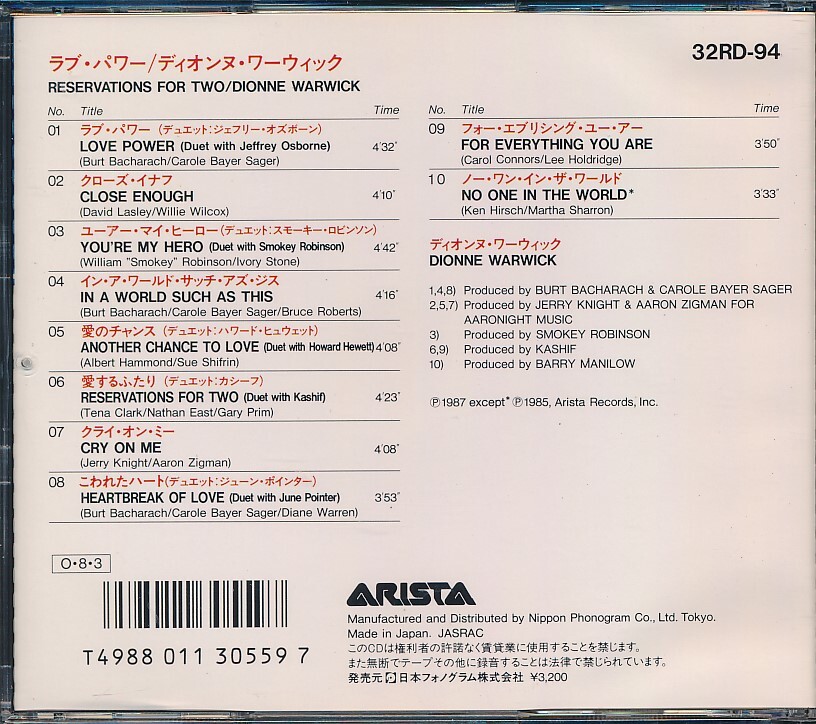 ラブ・パワー/ディオンヌ・ワーウィック
RESERVATIONS FOR TWO/DIONNE WARWICK
32RD-94
No. Title Time
01 ラブ・パワー (デュエット:ジェフリー・オズボーン)
LOVE POWER (Duet with Jeffrey Osborne) 4'32"
(Burt Bacharach/Carole Bayer Sager)
02 クローズ・イナフ
CLOSE ENOUGH 4'10"
(David Lasley/Willie Wilcox)
03 ユーアー・マイ・ヒーロー(デュエット:スモーキー・ロビンソン)
YOU'RE MY HERO (Duet with Smokey Robinson) 4'42"
(William "Smokey" Robinson/Ivory Stone)
04 イン・ア・ワールド・サッチ・アズ・ジス
IN A WORLD SUCH AS THIS 4'16"
(Burt Bacharach/Carole Bayer Sager/Bruce Roberts)
05 愛のチャンス (デュエット:ハワード・ヒュウェット)
ANOTHER CHANCE TO LOVE (Duet with Howard Hewett) 4'08"
(Albert Hammond/Sue Shifrin)
06 愛するふたり (デュエット:カシーフ)
RESERVATIONS FOR TWO (Duet with Kashif) 4'23"
(Tena Clark/Nathan East/Gary Prim)
07 クライ・オン・ミー
CRY ON ME 4'08"
(Jerry Knight/Aaron Zigman)
08 こわれたハート(デュエット:ジューン・ポインター)
HEARTBREAK OF LOVE (Duet with June Pointer) 3'53"
(Burt Bacharach/Carole Bayer Sager/Diane Warren)
No. Title Time
09 フォー・エブリシング・ユー・アー
FOR EVERYTHING YOU ARE 3'50"
(Carol Connors/Lee Holdridge)
10 ノー・ワン・イン・ザ・ワールド
NO ONE IN THE WORLD* 3'33"
(Ken Hirsch/Martha Sharron)
ディオンヌ・ワーウィック
DIONNE WARWICK
1,4,8) Produced by BURT BACHARACH & CAROLE BAYER SAGER
2,5,7) Produced by JERRY KNIGHT & AARON ZIGMAN FOR
AARONIGHT MUSIC
3) Produced by SMOKEY ROBINSON
6,9) Produced by KASHIF
10) Produced by BARRY MANILOW
℗1987 except* ℗1985, Arista Records, Inc.
O・8・3
T4988 011 30559 7
ARISTA
Manufactured and Distributed by Nippon Phonogram Co., Ltd. Tokyo.
Made in Japan. JASRAC
このCDは権利者の許諾なく賃貸業に使用することを禁じます。
また無断でテープその他に録音することは法律で禁じられています。
発売元 日本フォノグラム株式会社 ¥3,200